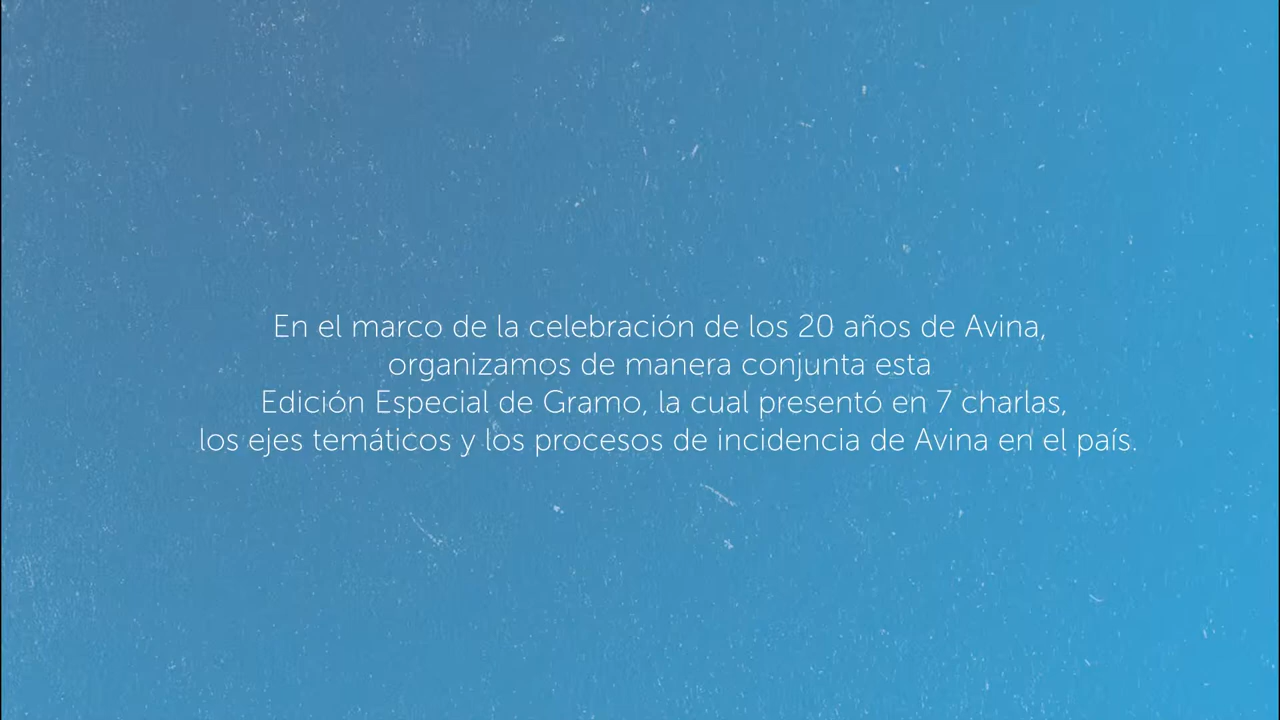 En el marco de la celebración de los 20 años de Avina,
organizamos de manera conjunta esta
Edición Especial de Gramo, la cual presentó en 7 charlas,
los ejes temáticos y los procesos de incidencia de Avina en el país.